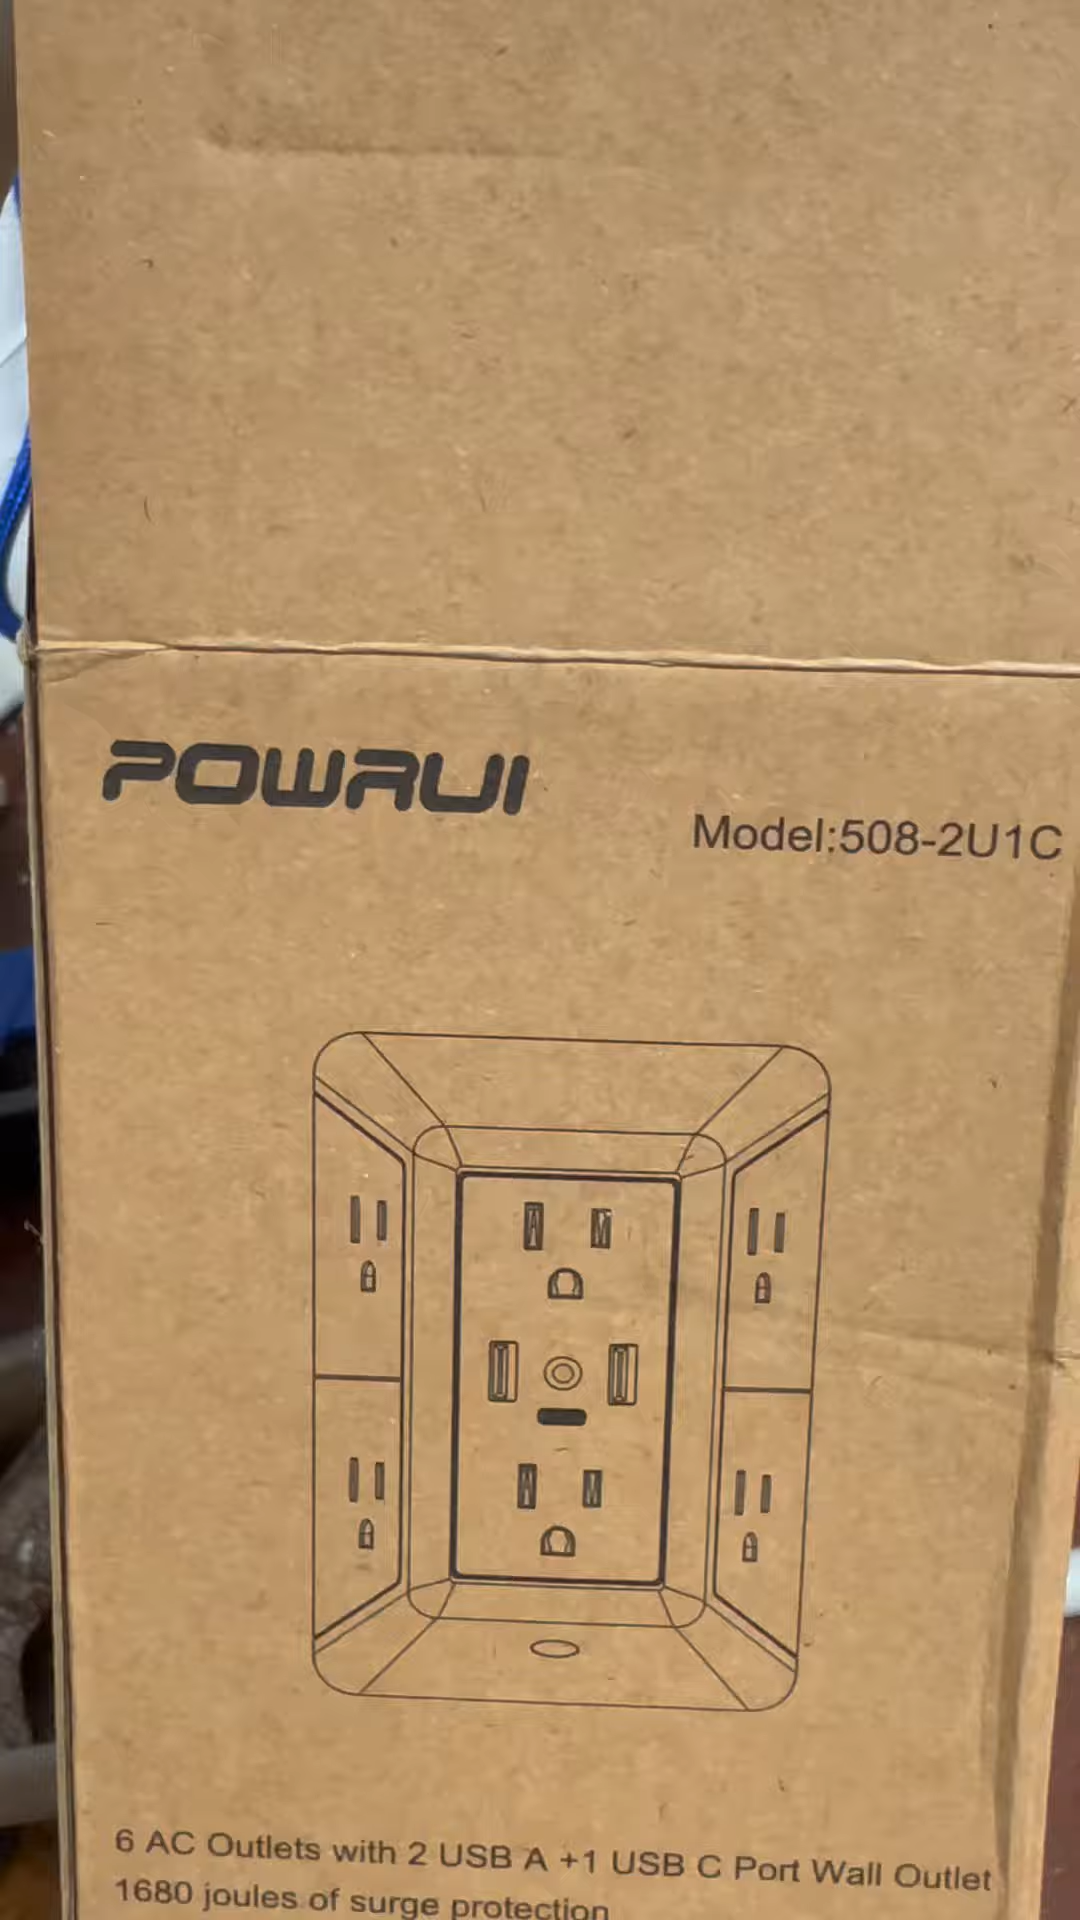 POWRUI
Model:508-2U1C
6 AC Outlets with 2 USB A +1 USB C Port Wall Outlet
1680 joules of surge protection